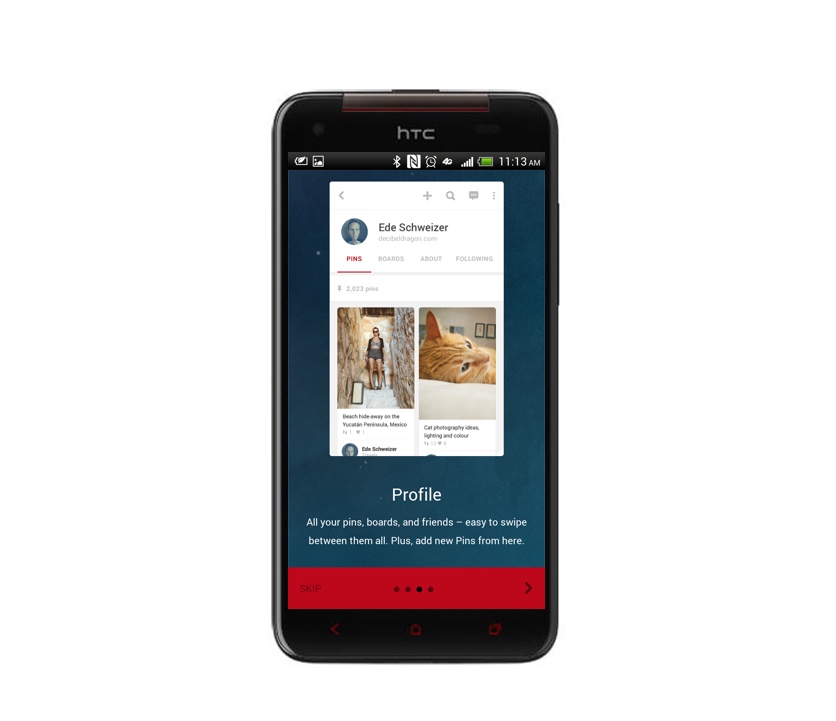 hTC
4G
11:13 AM
Ede Schweizer
decibeldragon.com
PINS BOARDS ABOUT FOLLOWING
2,023 pins
Beach hide-away on the
Yucatán Peninsula, Mexico
Cat photography ideas,
lighting and colour
Ede Schweizer
Profile
All your pins, boards, and friends – easy to swipe
between them all. Plus, add new Pins from here.
SKIP